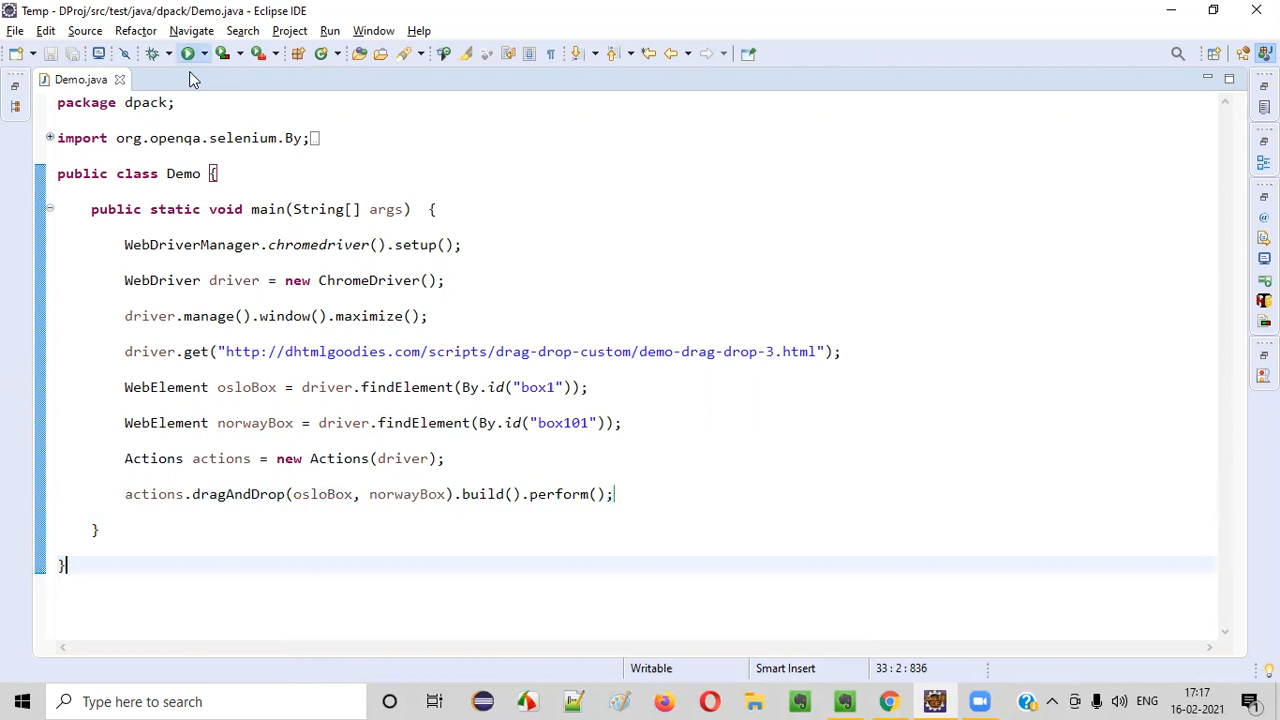 Temp - DProj/src/test/java/dpack/Demo.java - Eclipse IDE
File Edit Source Refactor Navigate Search Project Run Window Help
Demo.java
package dpack;
import org.openqa.selenium.By;
public class Demo {
public static void main(String[] args) {
WebDriverManager.chromedriver().setup();
WebDriver driver = new ChromeDriver();
driver.manage().window().maximize();
driver.get("http://dhtmlgoodies.com/scripts/drag-drop-custom/demo-drag-drop-3.html");
WebElement osloBox = driver.findElement(By.id("box1"));
WebElement norwayBox = driver.findElement(By.id("box101"));
Actions actions = new Actions(driver);
actions.dragAndDrop(osloBox, norwayBox).build().perform();
}
}
Writable Smart Insert 33 : 2 : 836
Type here to search
ENG
17:17
16-02-2021